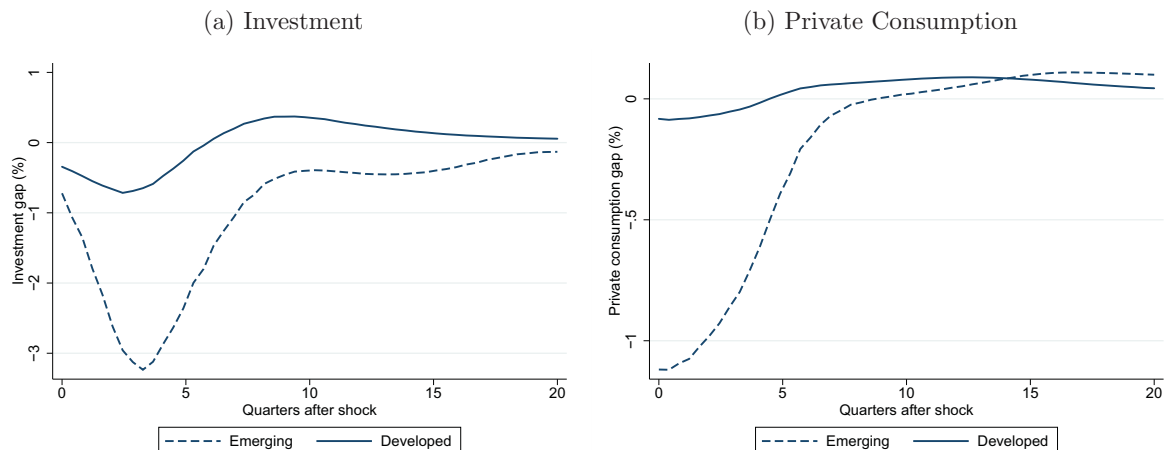 (a) Investment
1
0
−1
−2
−3
Investment gap (%)
0 5 10 15 20
Quarters after shock
Emerging Developed
(b) Private Consumption
0
−.5
−1
Private consumption gap (%)
0 5 10 15 20
Quarters after shock
Emerging Developed